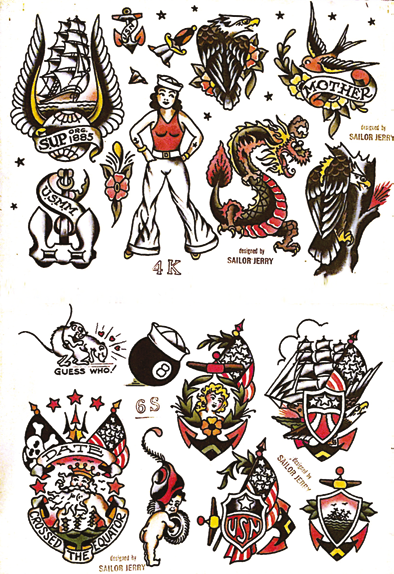 SUP ORG. 1885
MOTHER
designed by
SAILOR JERRY
USMM
designed by
SAILOR JERRY
designed by
SAILOR JERRY
4K
GUESS WHO!
8
6S
DATE
designed by
SAILOR JERRY
USN
CROSSED THE EQUATOR
designed by
SAILOR JERRY